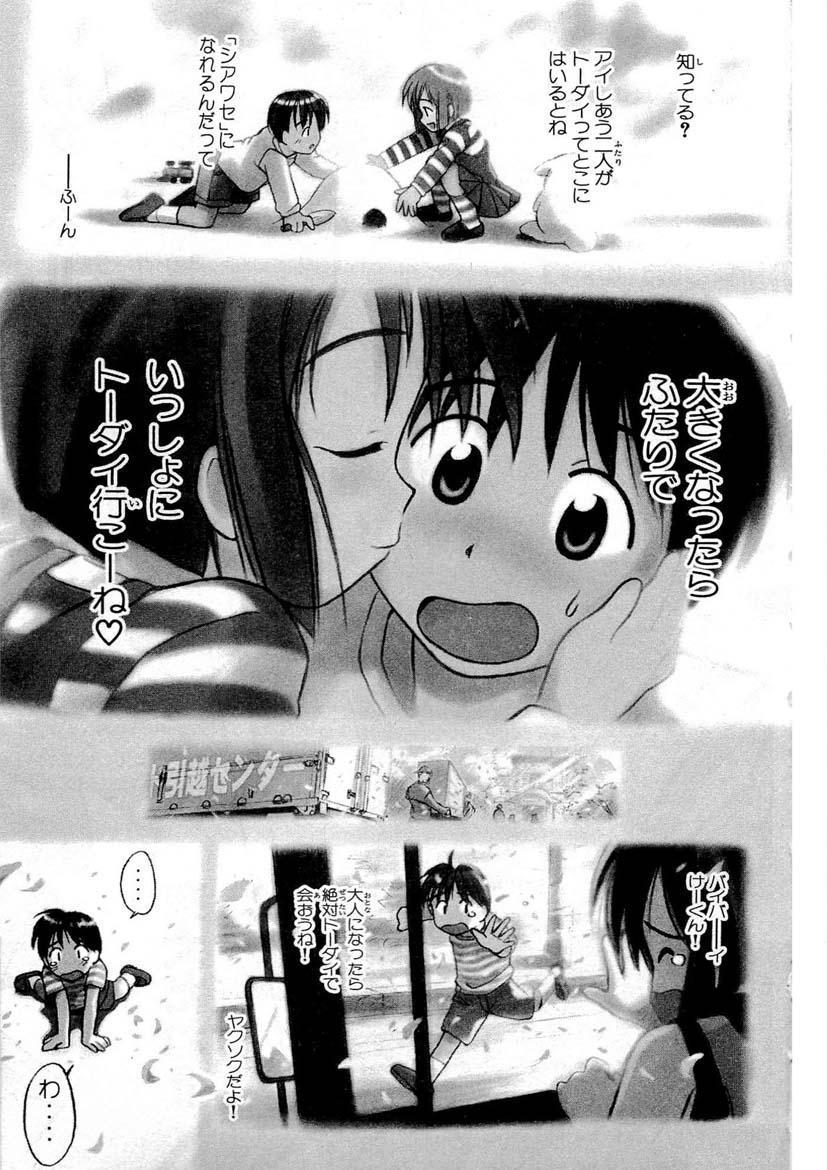 知ってる?
アイしあう二人が
トーダイってとこに
はいるとね
「シアワセ」に
なれるんだって
──ふーん
大きくなったら
ふたりで
いっしょに
トーダイ行こーね♡
ト引越センター
バイバーイ
けーくん!
大人になったら
絶対トーダイで
会おうね!
ヤクソクだよ!
・・・
わ・・・・